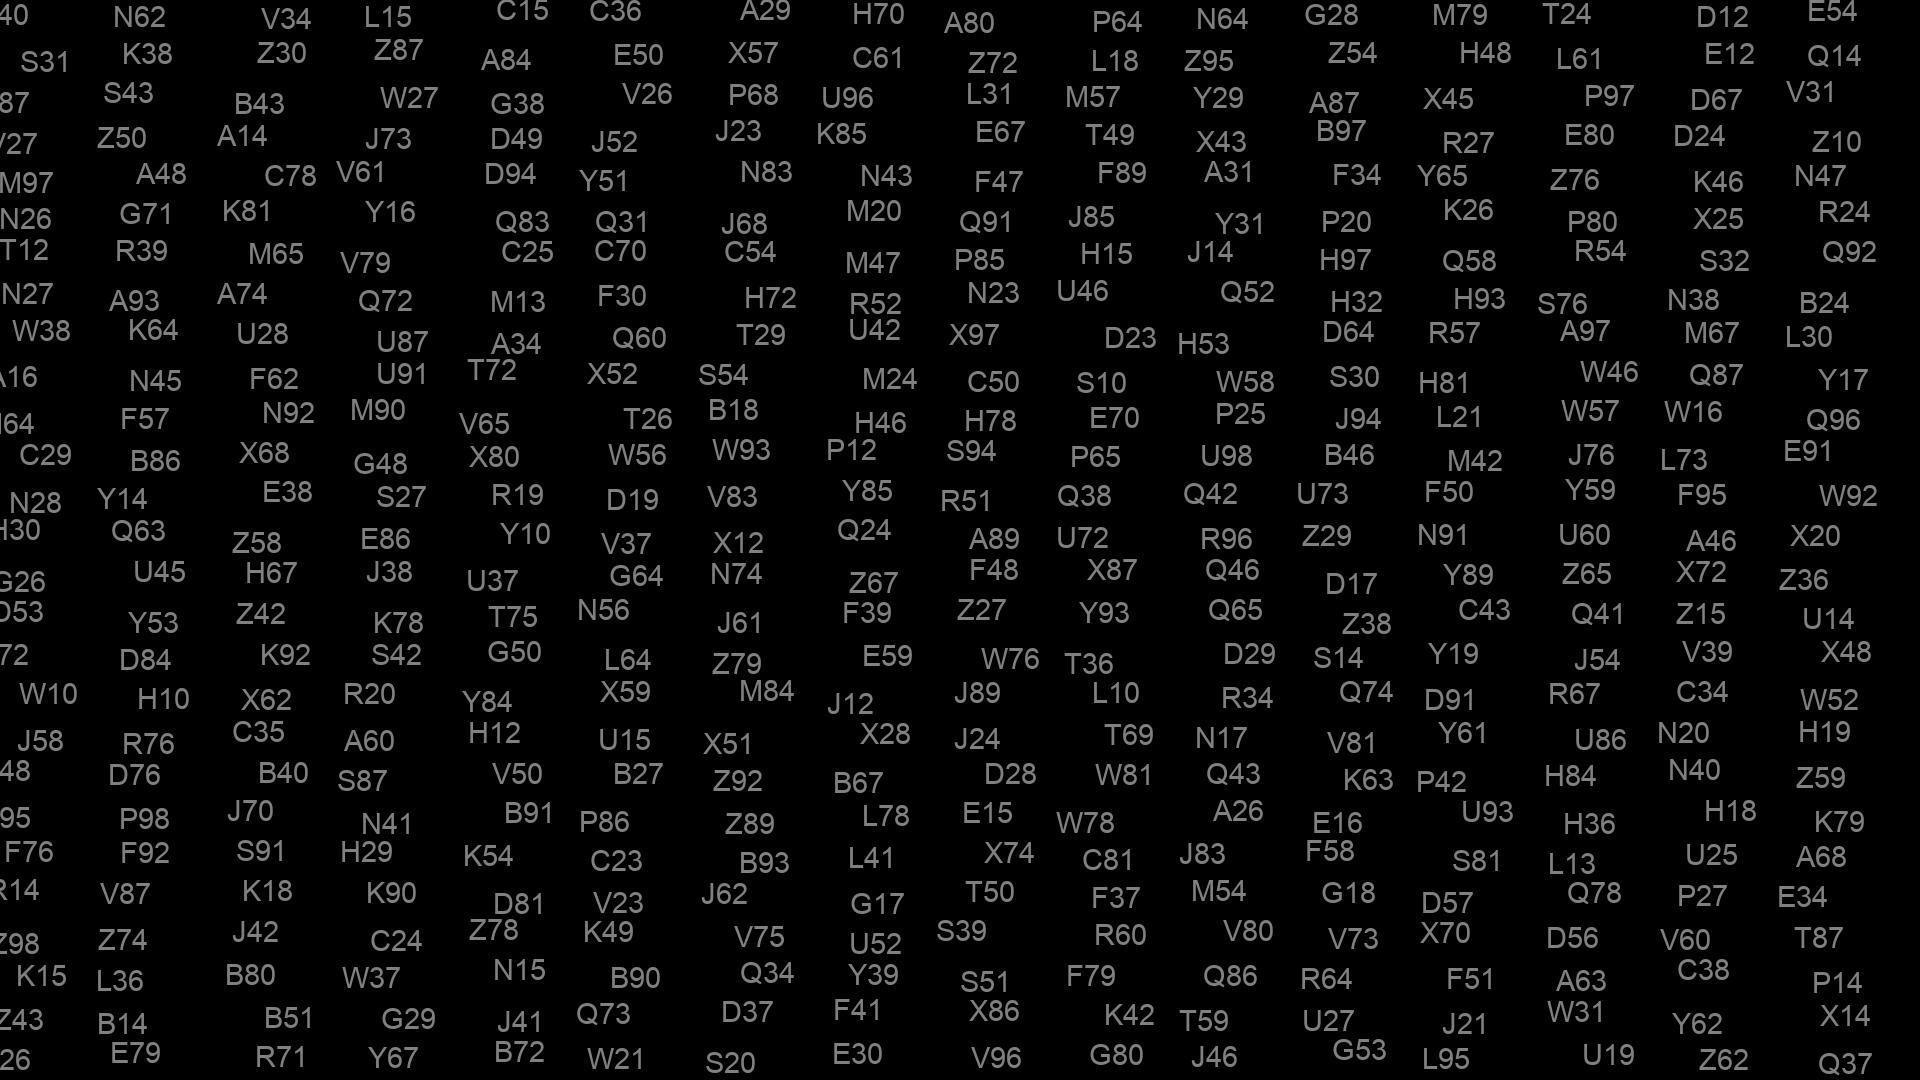 40 N62 V34 L15 C15 C36 A29 H70 A80 P64 N64 G28 M79 T24 D12 E54
S31 K38 Z30 Z87 A84 E50 X57 C61 Z72 L18 Z95 Z54 H48 L61 E12 Q14
87 S43 B43 W27 G38 V26 P68 U96 L31 M57 Y29 A87 X45 P97 D67 V31
V27 Z50 A14 J73 D49 J52 J23 K85 E67 T49 X43 B97 R27 E80 D24 Z10
M97 A48 C78 V61 D94 Y51 N83 N43 F47 F89 A31 F34 Y65 Z76 K46 N47
N26 G71 K81 Y16 Q83 Q31 J68 M20 Q91 J85 Y31 P20 K26 P80 X25 R24
T12 R39 M65 V79 C25 C70 C54 M47 P85 H15 J14 H97 Q58 R54 S32 Q92
N27 A93 A74 Q72 M13 F30 H72 R52 N23 U46 Q52 H32 H93 S76 N38 B24
W38 K64 U28 U87 A34 Q60 T29 U42 X97 D23 H53 D64 R57 A97 M67 L30
A16 N45 F62 U91 T72 X52 S54 M24 C50 S10 W58 S30 H81 W46 Q87 Y17
64 F57 N92 M90 V65 T26 B18 H46 H78 E70 P25 J94 L21 W57 W16 Q96
C29 B86 X68 G48 X80 W56 W93 P12 S94 P65 U98 B46 M42 J76 L73 E91
N28 Y14 E38 S27 R19 D19 V83 Y85 R51 Q38 Q42 U73 F50 Y59 F95 W92
H30 Q63 Z58 E86 Y10 V37 X12 Q24 A89 U72 R96 Z29 N91 U60 A46 X20
G26 U45 H67 J38 U37 G64 N74 Z67 F48 X87 Q46 D17 Y89 Z65 X72 Z36
D53 Y53 Z42 K78 T75 N56 J61 F39 Z27 Y93 Q65 Z38 C43 Q41 Z15 U14
72 D84 K92 S42 G50 L64 Z79 E59 W76 T36 D29 S14 Y19 J54 V39 X48
W10 H10 X62 R20 Y84 X59 M84 J12 J89 L10 R34 Q74 D91 R67 C34 W52
J58 R76 C35 A60 H12 U15 X51 X28 J24 T69 N17 V81 Y61 U86 N20 H19
48 D76 B40 S87 V50 B27 Z92 B67 D28 W81 Q43 K63 P42 H84 N40 Z59
95 P98 J70 N41 B91 P86 Z89 L78 E15 W78 A26 E16 U93 H36 H18 K79
F76 F92 S91 H29 K54 C23 B93 L41 X74 C81 J83 F58 S81 L13 U25 A68
R14 V87 K18 K90 D81 V23 J62 G17 T50 F37 M54 G18 D57 Q78 P27 E34
Z98 Z74 J42 C24 Z78 K49 V75 U52 S39 R60 V80 V73 X70 D56 V60 T87
K15 L36 B80 W37 N15 B90 Q34 Y39 S51 F79 Q86 R64 F51 A63 C38 P14
Z43 B14 B51 G29 J41 Q73 D37 F41 X86 K42 T59 U27 J21 W31 Y62 X14
26 E79 R71 Y67 B72 W21 S20 E30 V96 G80 J46 G53 L95 U19 Z62 Q37